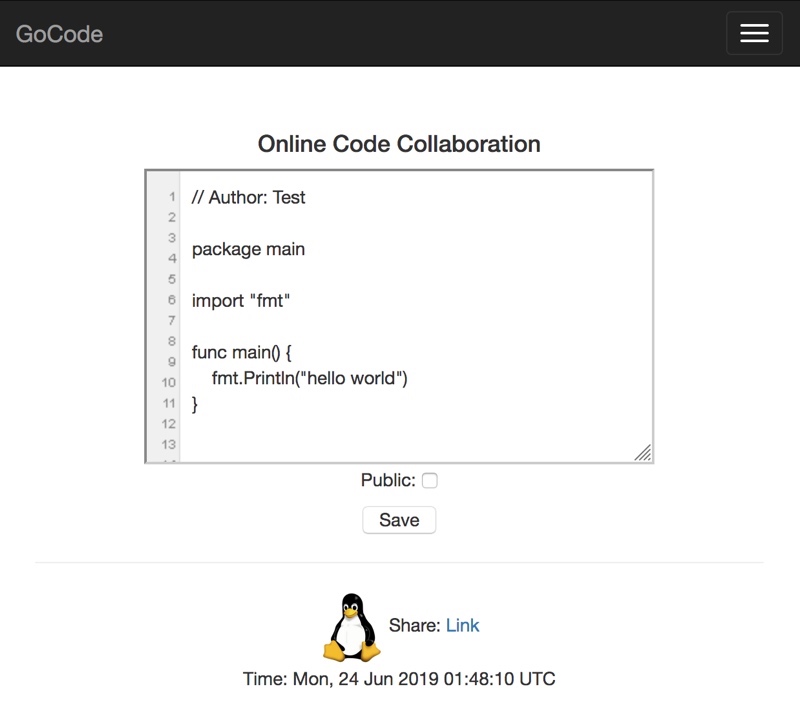 GoCode
Online Code Collaboration
1 // Author: Test
2
3 package main
4
5
6 import "fmt"
7
8 func main() {
9
10 fmt.Println("hello world")
11 }
12
13
Public:
Save
Share: Link
Time: Mon, 24 Jun 2019 01:48:10 UTC